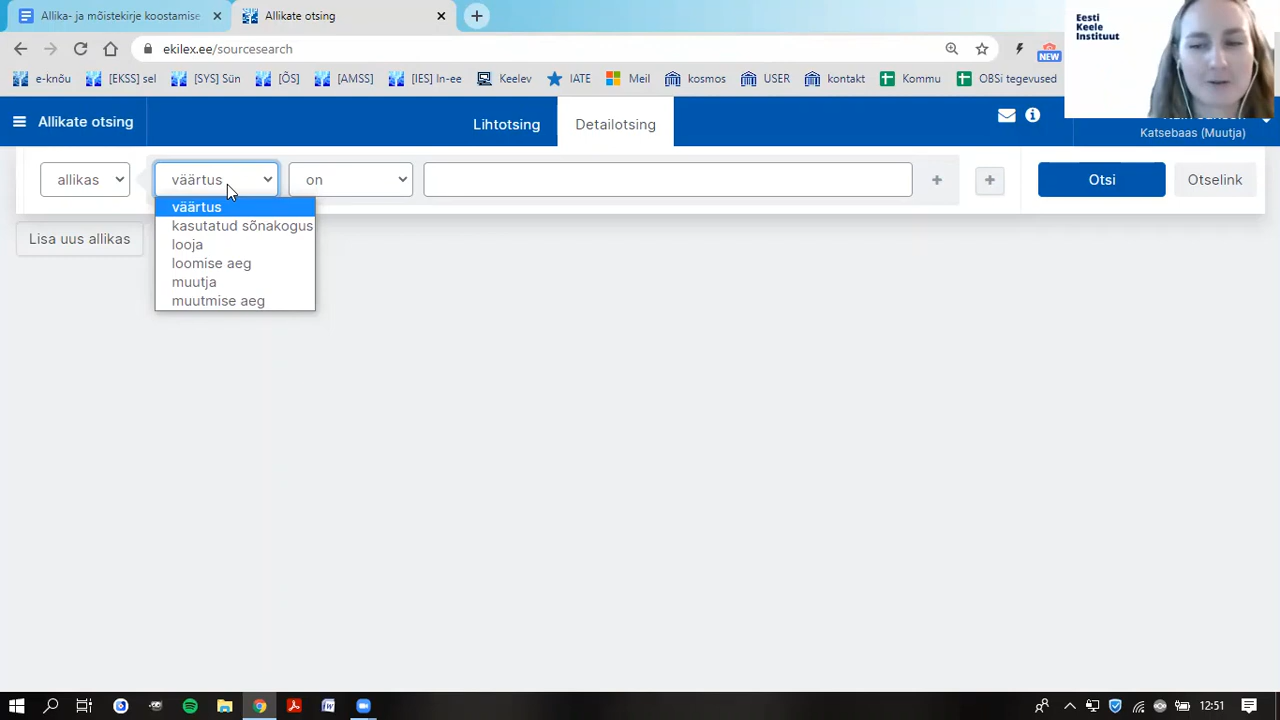 Allika- ja mõistekirje koostamise
Allikate otsing
Eesti
Keele
Instituut
ekilex.ee/sourcesearch
NEW
e-knõu
[EKSS] sel
[SYS] Sün
[ÕS]
[AMSS]
[IES] In-ee
Keelev
IATE
Meil
kosmos
USER
kontakt
Kommu
OBSi tegevused
Allikate otsing
Lihtotsing
Detailotsing
Katsebaas (Muutja)
allikas
väärtus
on
Otsi
Otselink
väärtus
kasutatud sõnakogus
looja
loomise aeg
muutja
muutmise aeg
Lisa uus allikas
12:51